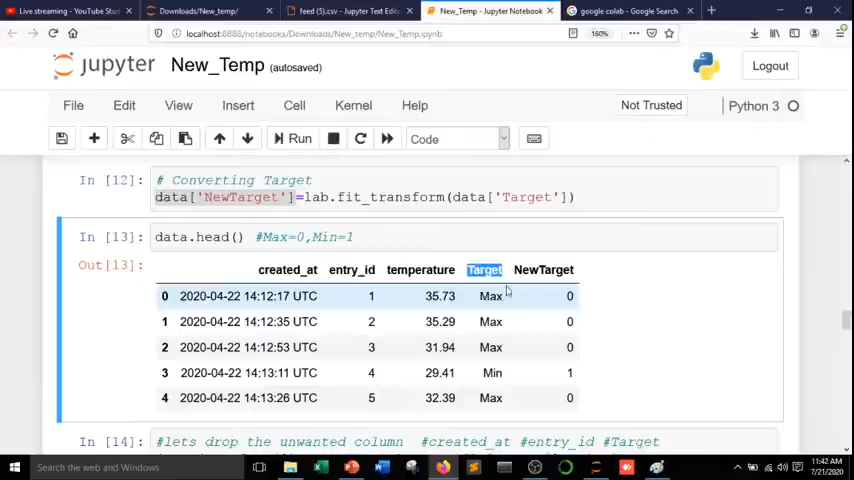 Live streaming - YouTube Stud
Downloads/New_temp/
feed (5).csv - Jupyter Text Edit
New_Temp - Jupyter Notebook
google colab - Google Search
localhost:8888/notebooks/Downloads/New_temp/New_Temp.ipynb
160%
jupyter New_Temp (autosaved)
Logout
File Edit View Insert Cell Kernel Help
Not Trusted
Python 3
Run
Code
In [12]: # Converting Target
data['NewTarget']=lab.fit_transform(data['Target'])
In [13]: data.head() #Max=0,Min=1
Out[13]: created_at entry_id temperature Target NewTarget
0 2020-04-22 14:12:17 UTC 1 35.73 Max 0
1 2020-04-22 14:12:35 UTC 2 35.29 Max 0
2 2020-04-22 14:12:53 UTC 3 31.94 Max 0
3 2020-04-22 14:13:11 UTC 4 29.41 Min 1
4 2020-04-22 14:13:26 UTC 5 32.39 Max 0
In [14]: #lets drop the unwanted column #created_at #entry_id #Target
Search the web and Windows
11:42 AM
7/21/2020